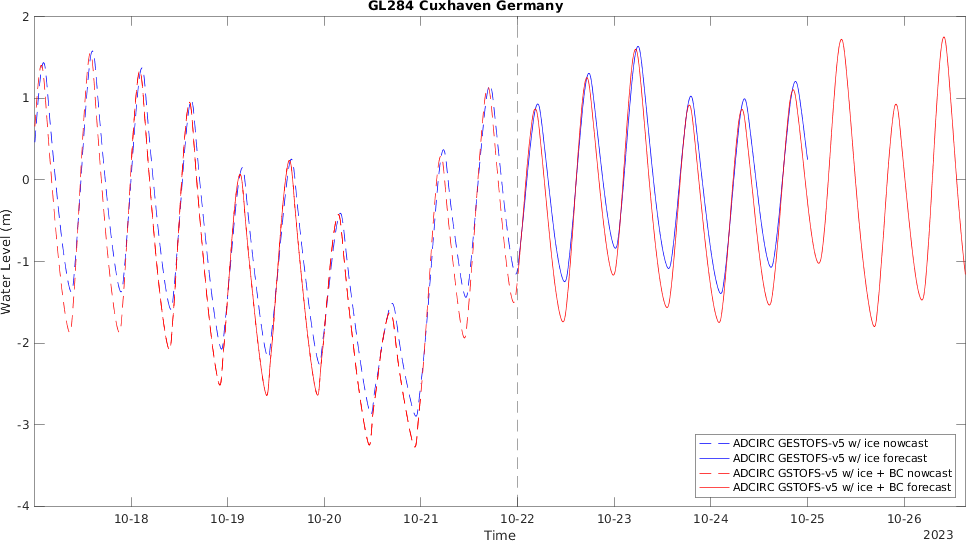 GL284 Cuxhaven Germany
2
1
0
-1
-2
-3
-4
Water Level (m)
10-18
10-19
10-20
10-21
10-22
10-23
10-24
10-25
10-26
Time
2023
ADCIRC GESTOFS-v5 w/ ice nowcast
ADCIRC GESTOFS-v5 w/ ice forecast
ADCIRC GSTOFS-v5 w/ ice + BC nowcast
ADCIRC GSTOFS-v5 w/ ice + BC forecast